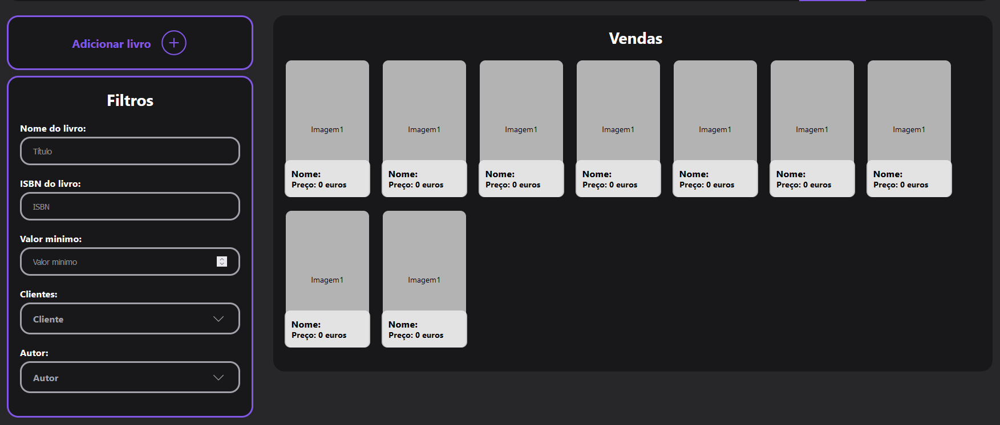 Adicionar livro
Filtros
Nome do livro:
Título
ISBN do livro:
ISBN
Valor minimo:
Valor minimo
Clientes:
Cliente
Autor:
Autor
Vendas
Imagem1
Nome:
Preço: 0 euros
Imagem1
Nome:
Preço: 0 euros
Imagem1
Nome:
Preço: 0 euros
Imagem1
Nome:
Preço: 0 euros
Imagem1
Nome:
Preço: 0 euros
Imagem1
Nome:
Preço: 0 euros
Imagem1
Nome:
Preço: 0 euros
Imagem1
Nome:
Preço: 0 euros
Imagem1
Nome:
Preço: 0 euros